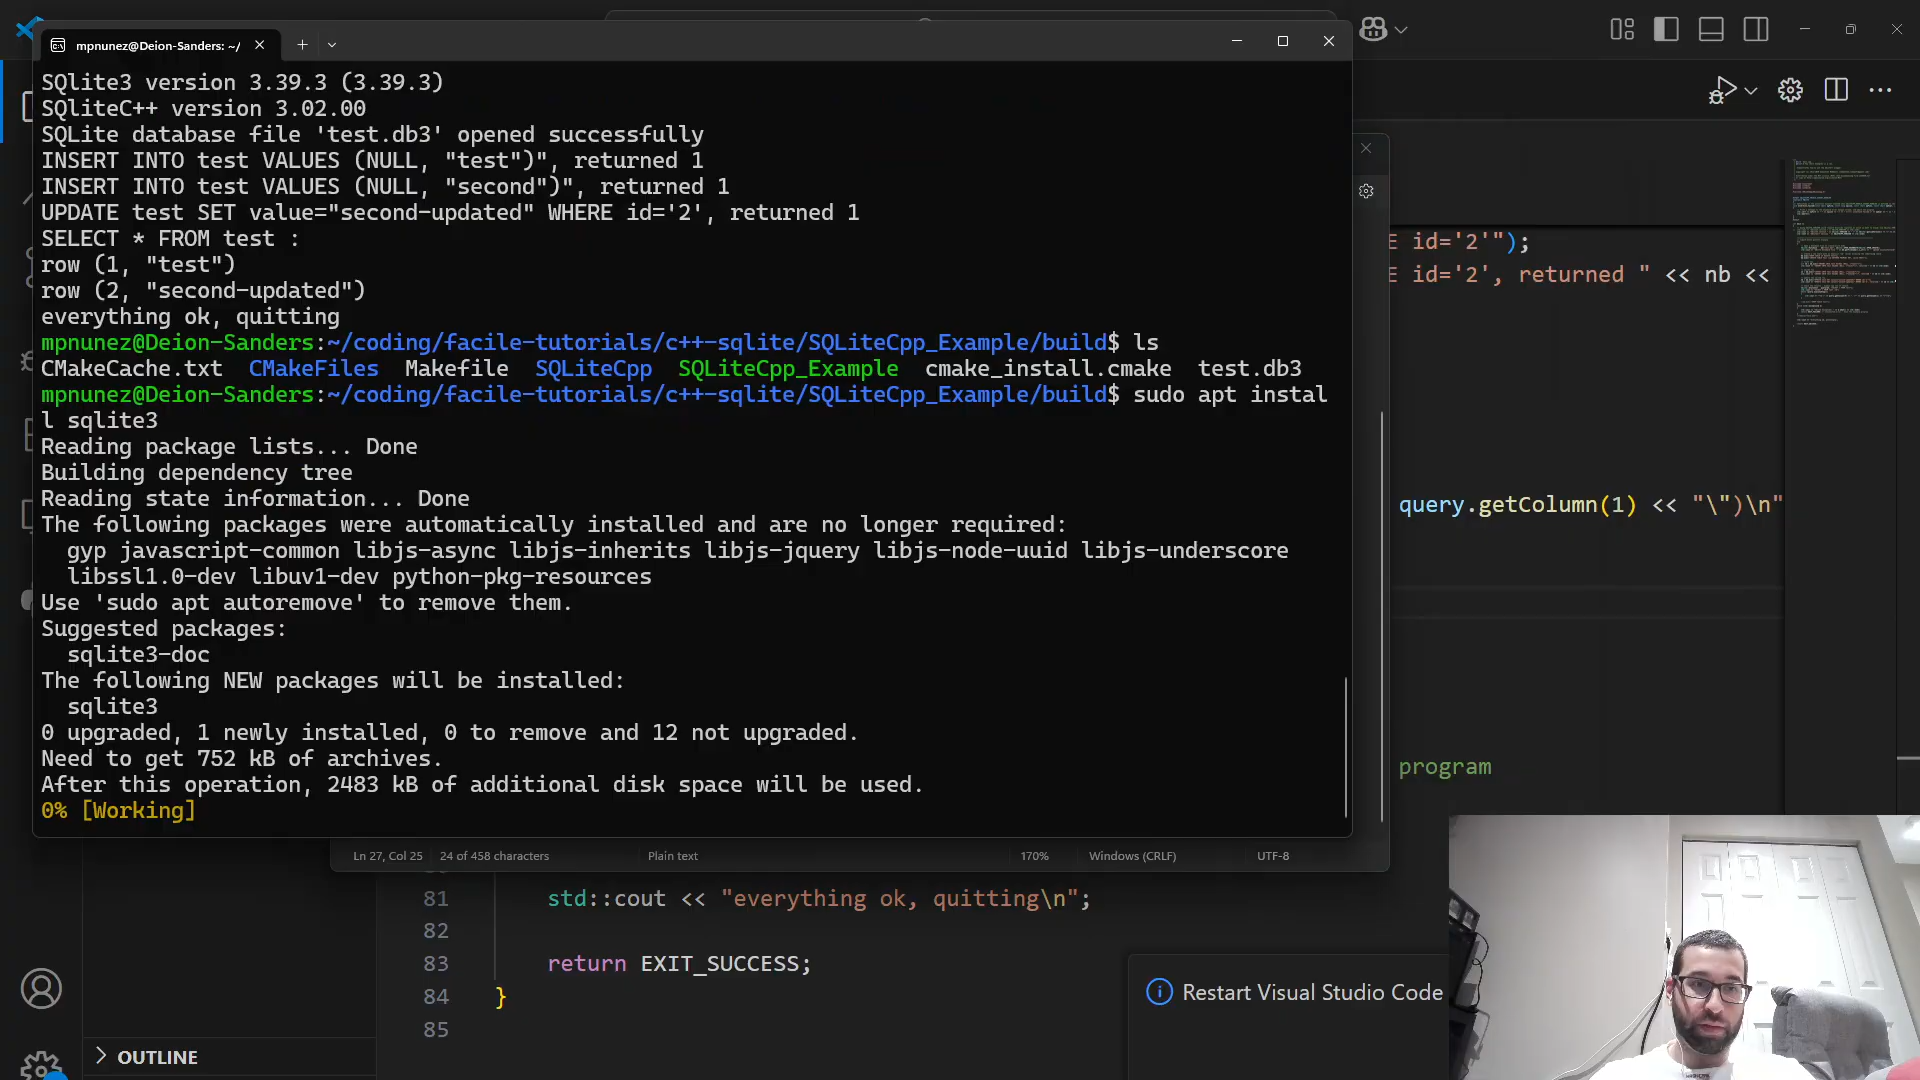 mpnunez@Deion-Sanders: ~/
SQlite3 version 3.39.3 (3.39.3)
SQliteC++ version 3.02.00
SQLite database file 'test.db3' opened successfully
INSERT INTO test VALUES (NULL, "test")", returned 1
INSERT INTO test VALUES (NULL, "second")", returned 1
UPDATE test SET value="second-updated" WHERE id='2', returned 1
SELECT * FROM test :
row (1, "test")
row (2, "second-updated")
everything ok, quitting
mpnunez@Deion-Sanders:~/coding/facile-tutorials/c++-sqlite/SQLiteCpp_Example/build$ ls
CMakeCache.txt  CMakeFiles  Makefile  SQLiteCpp  SQLiteCpp_Example  cmake_install.cmake  test.db3
mpnunez@Deion-Sanders:~/coding/facile-tutorials/c++-sqlite/SQLiteCpp_Example/build$ sudo apt instal
l sqlite3
Reading package lists... Done
Building dependency tree
Reading state information... Done
The following packages were automatically installed and are no longer required:
  gyp javascript-common libjs-async libjs-inherits libjs-jquery libjs-node-uuid libjs-underscore
  libssl1.0-dev libuv1-dev python-pkg-resources
Use 'sudo apt autoremove' to remove them.
Suggested packages:
  sqlite3-doc
The following NEW packages will be installed:
  sqlite3
0 upgraded, 1 newly installed, 0 to remove and 12 not upgraded.
Need to get 752 kB of archives.
After this operation, 2483 kB of additional disk space will be used.
0% [Working]
E id='2'");
E id='2', returned " << nb <<
query.getColumn(1) << "\")\n"
program
Ln 27, Col 25  24 of 458 characters  Plain text  170%  Windows (CRLF)  UTF-8
81 std::cout << "everything ok, quitting\n";
82
83 return EXIT_SUCCESS;
84 }
85
Restart Visual Studio Code
OUTLINE